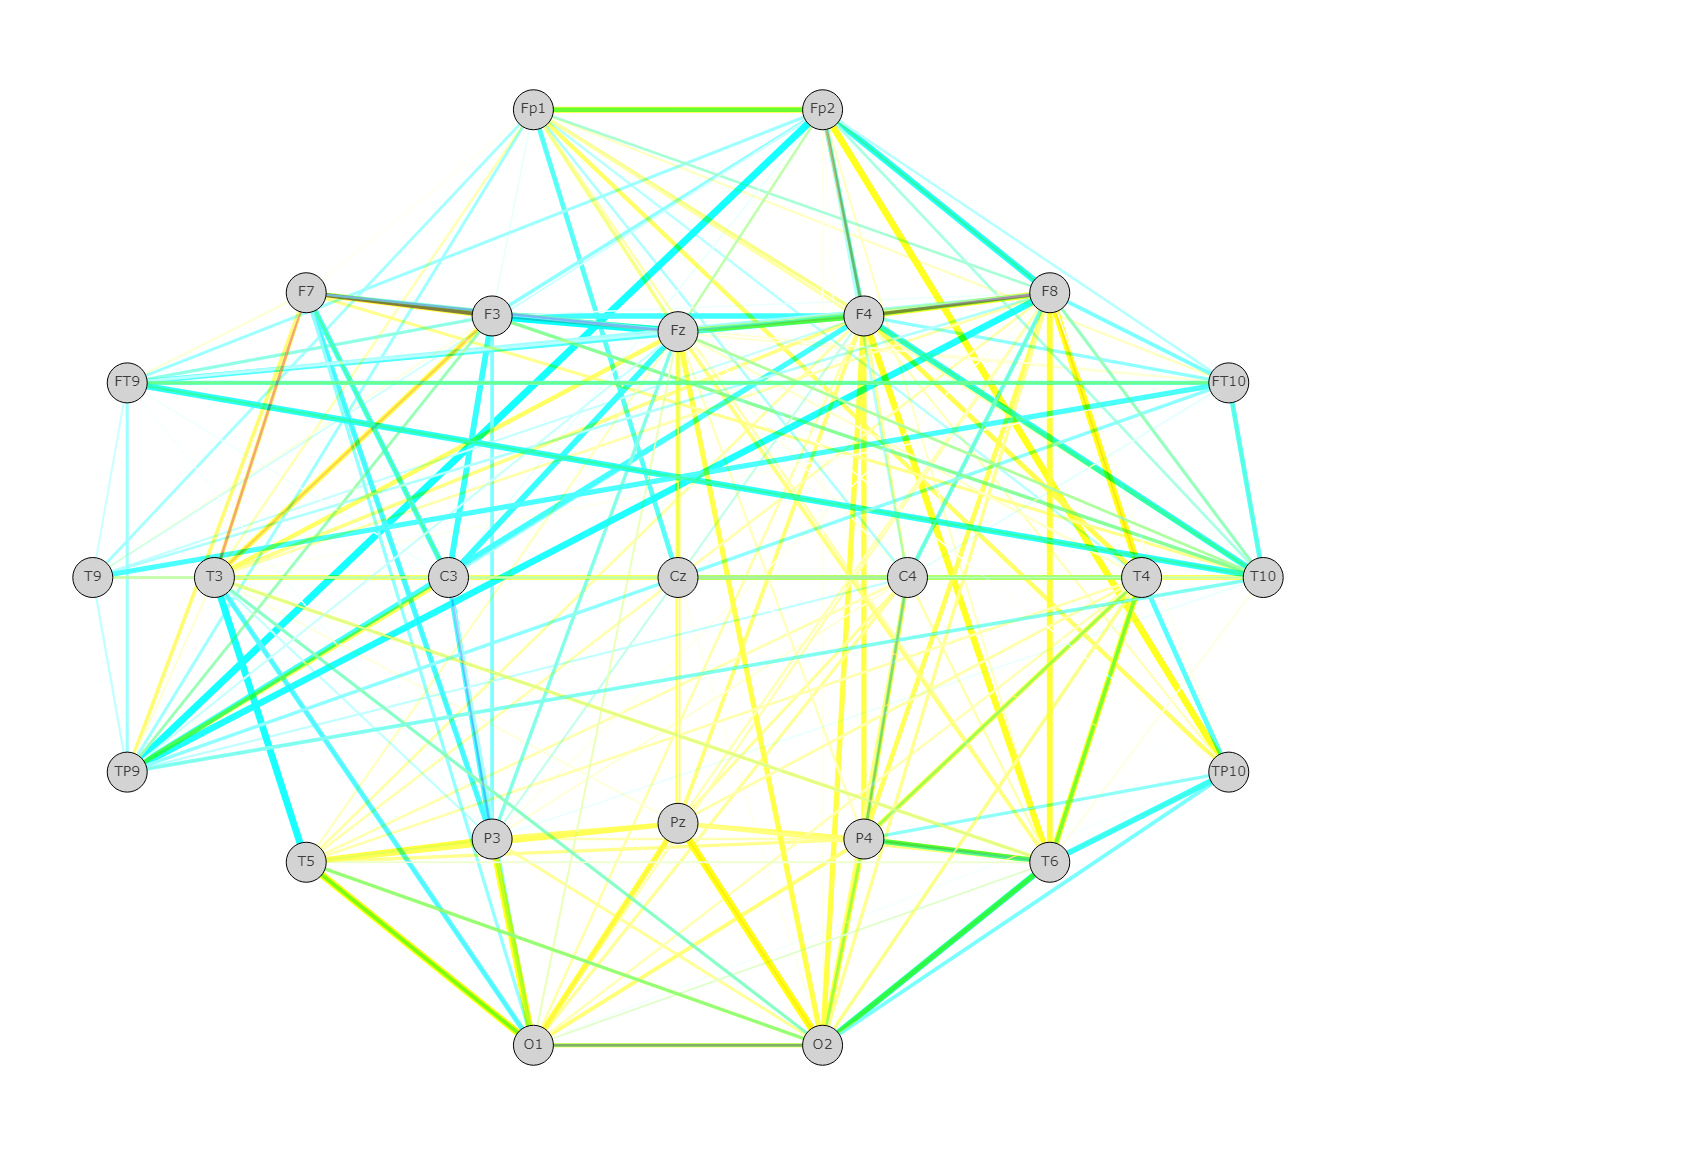 Fp1 Fp2
F7 F3 Fz F4 F8
FT9 FT10
T9 T3 C3 Cz C4 T4 T10
TP9 TP10
T5 P3 Pz P4 T6
O1 O2